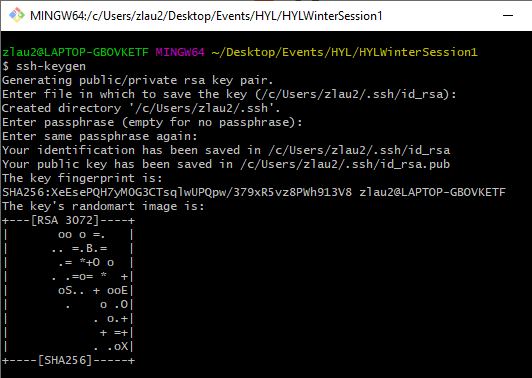 MINGW64:/c/Users/zlau2/Desktop/Events/HYL/HYLWinterSession1
zlau2@LAPTOP-GBOVKETF MINGW64 ~/Desktop/Events/HYL/HYLWinterSession1
$ ssh-keygen
Generating public/private rsa key pair.
Enter file in which to save the key (/c/Users/zlau2/.ssh/id_rsa):
Created directory '/c/Users/zlau2/.ssh'.
Enter passphrase (empty for no passphrase):
Enter same passphrase again:
Your identification has been saved in /c/Users/zlau2/.ssh/id_rsa
Your public key has been saved in /c/Users/zlau2/.ssh/id_rsa.pub
The key fingerprint is:
SHA256:XeEsePQH7yMOG3CTsqlwUPQpw/379xR5vz8PWh913V8 zlau2@LAPTOP-GBOVKETF
The key's randomart image is:
+---[RSA 3072]----+
|       oo o =.   |
|      .. =.B.=   |
|       .= *+O o  |
|      . .=o= *  +|
|       oS.. + ooE|
|        .    o .O|
|            . o.+|
|             + =+|
|            . .oX|
+----[SHA256]-----+